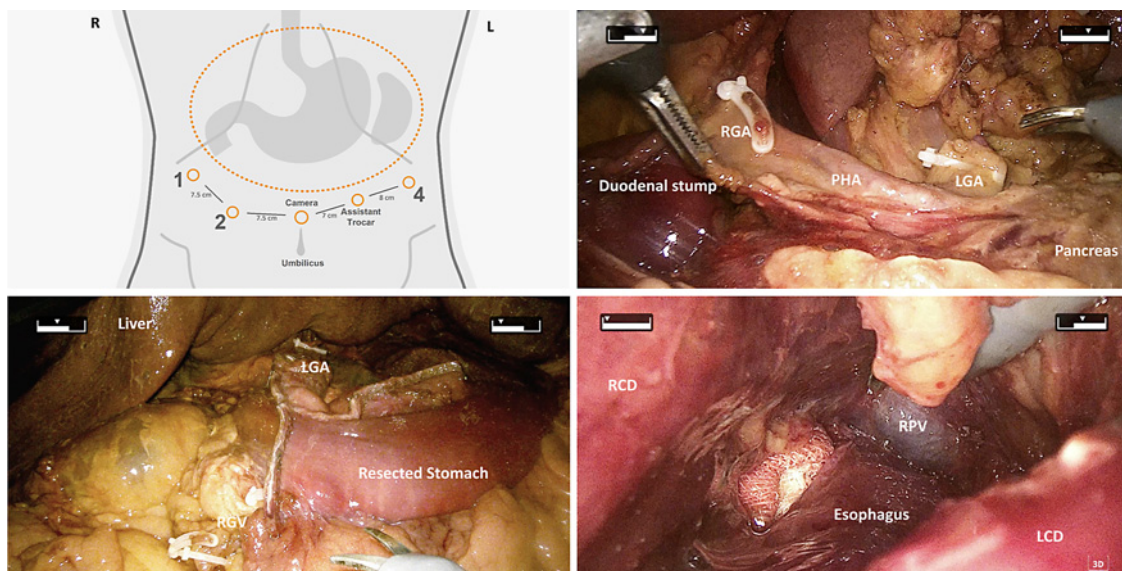 R
L
1
7.5 cm
2
7.5 cm
Camera
7 cm
Assistant
Trocar
8 cm
4
Umbilicus
RGA
PHA
LGA
Duodenal stump
Pancreas
Liver
LGA
Resected Stomach
RGV
RCD
RPV
Esophagus
LCD
3D